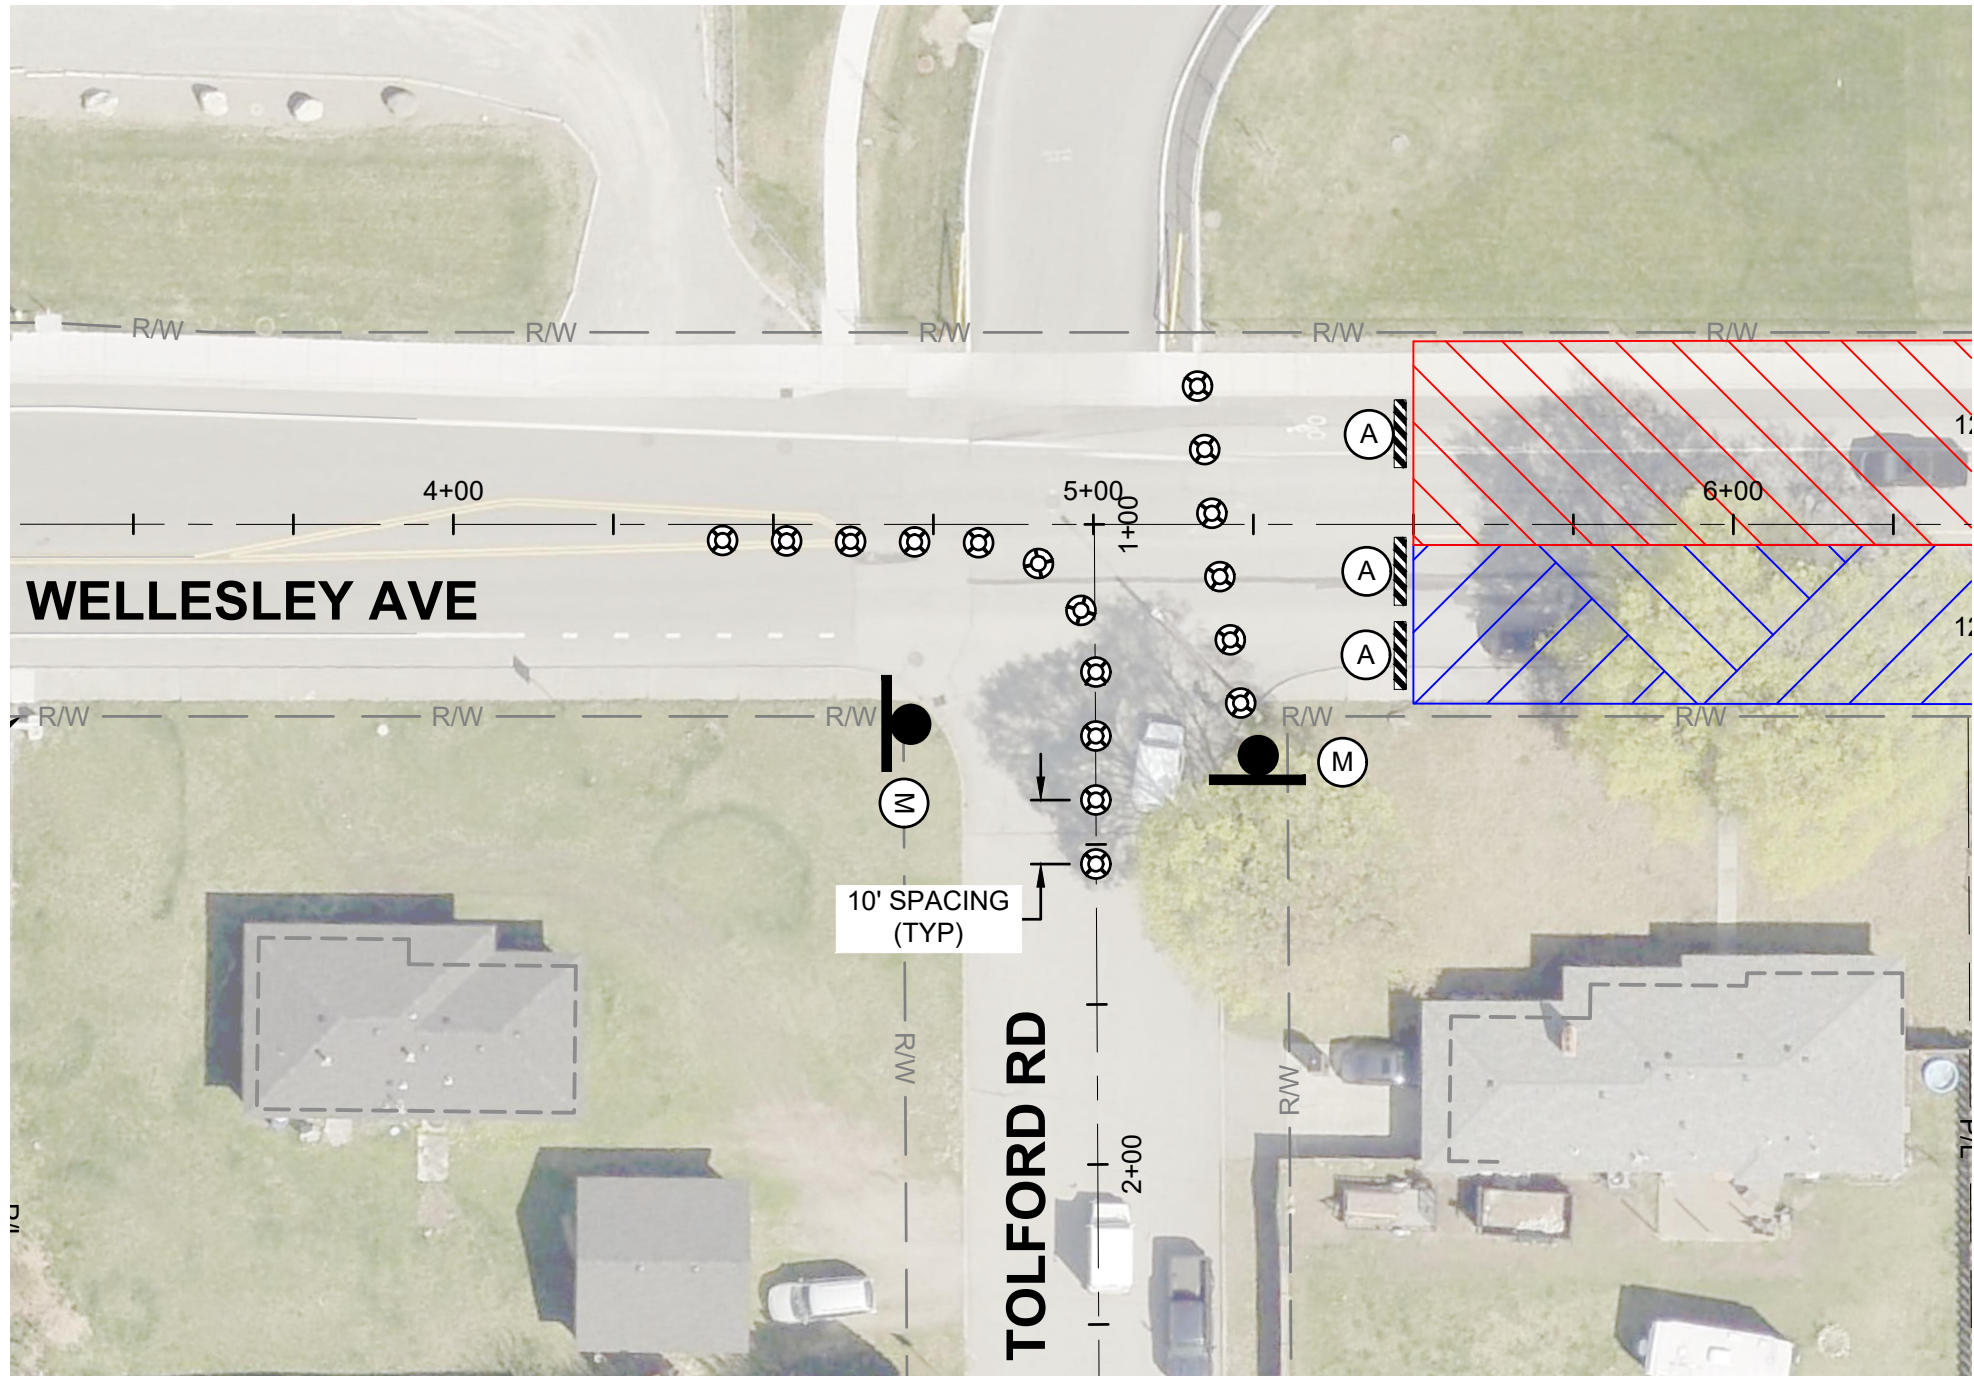 R/W R/W R/W R/W R/W
A
4+00 5+00 6+00
1+00
WELLESLEY AVE
A
A
R/W R/W R/W R/W R/W
M
M
10' SPACING
(TYP)
R/W
R/W
TOLFORD RD
2+00
P/L